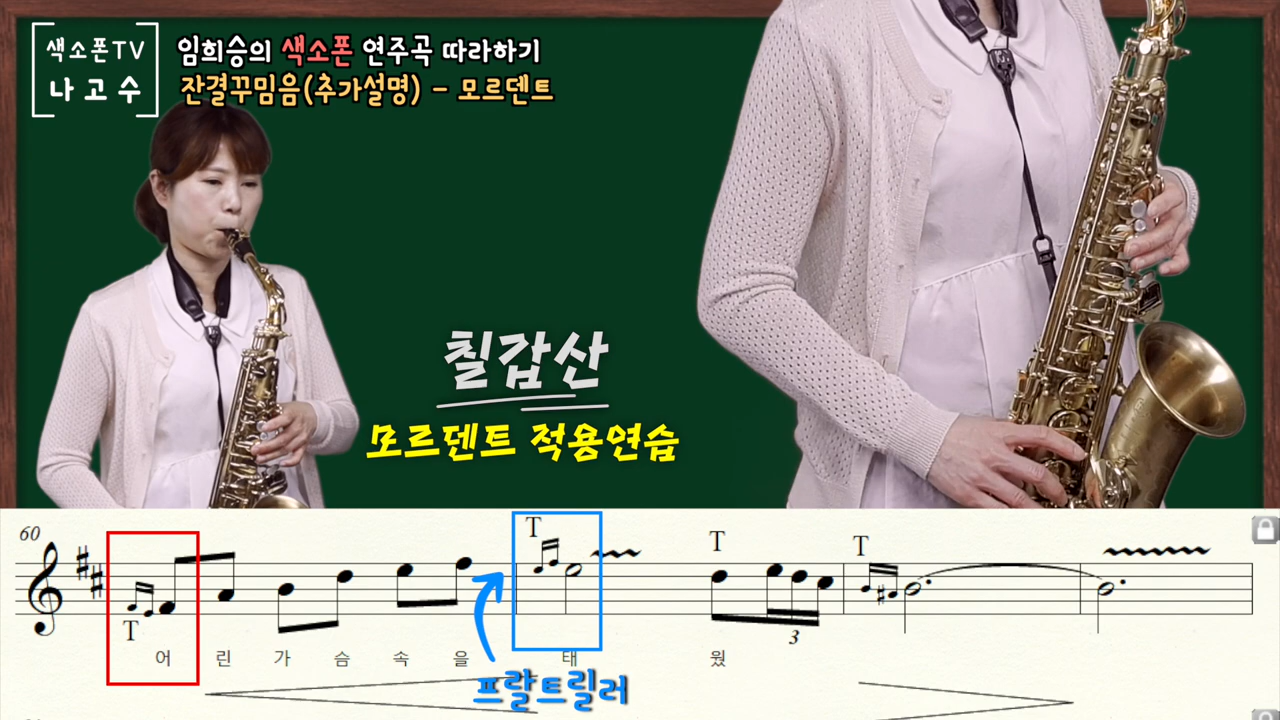 색소폰TV
나고수
임희승의 색소폰 연주곡 따라하기
잔결꾸밈음(추가설명) - 모르덴트
칠갑산
모르덴트 적용연습
60
T
T
T
T
3
어 린 가 슴 속 을 태 웠
프랄트릴러